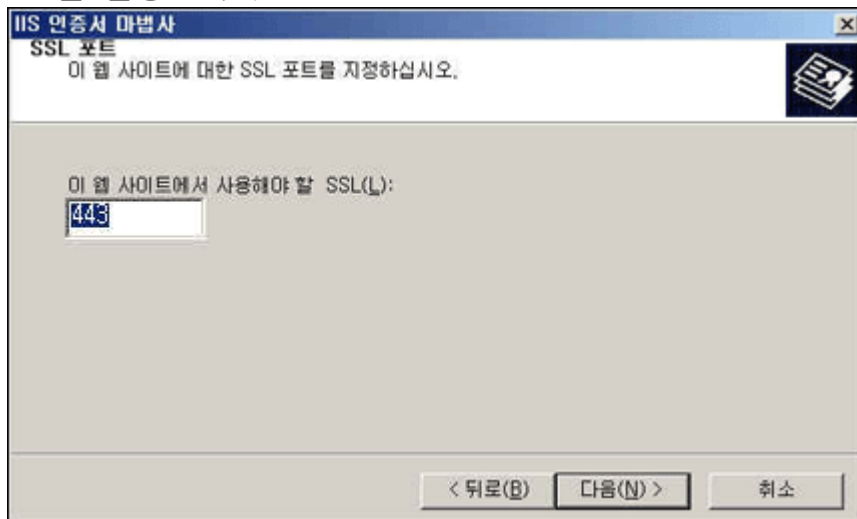 IIS 인증서 마법사
SSL 포트
이 웹 사이트에 대한 SSL 포트를 지정하십시오.
이 웹 사이트에서 사용해야 할 SSL(L):
443
< 뒤로(B)
다음(N) >
취소